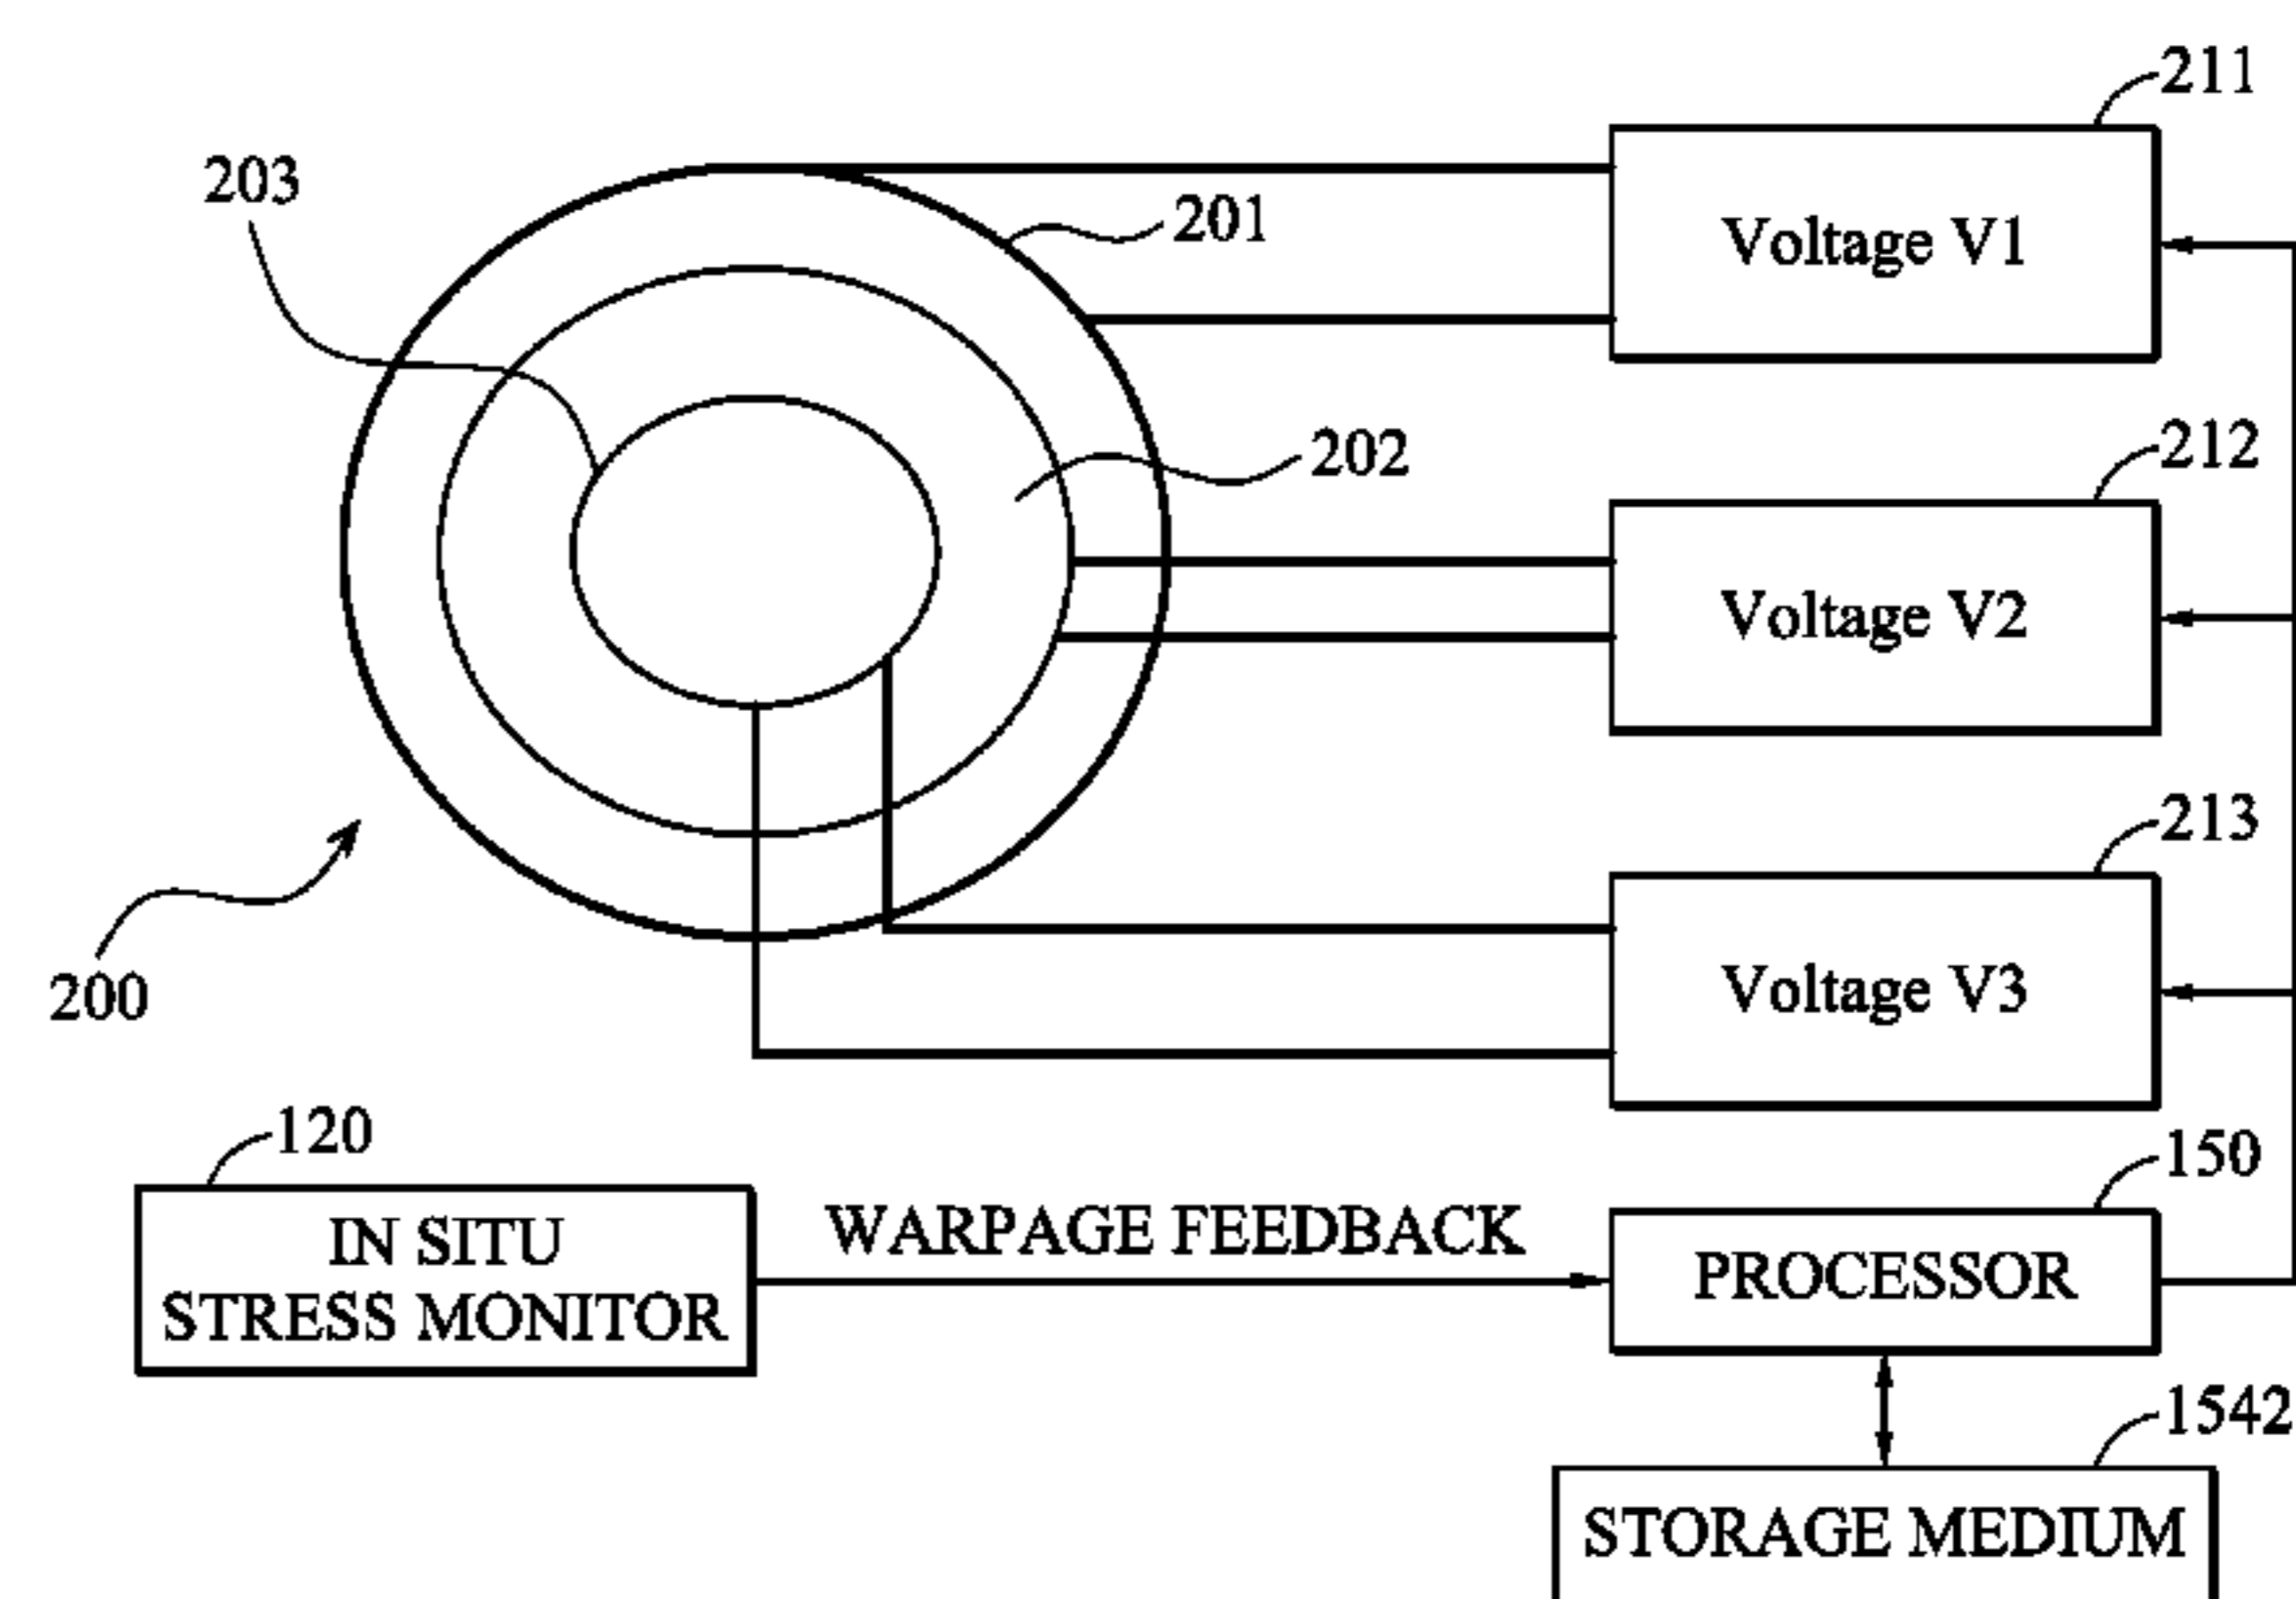 211
203
201
Voltage V1
212
202
Voltage V2
213
200
Voltage V3
120
150
IN SITU
STRESS MONITOR
WARPAGE FEEDBACK
PROCESSOR
1542
STORAGE MEDIUM